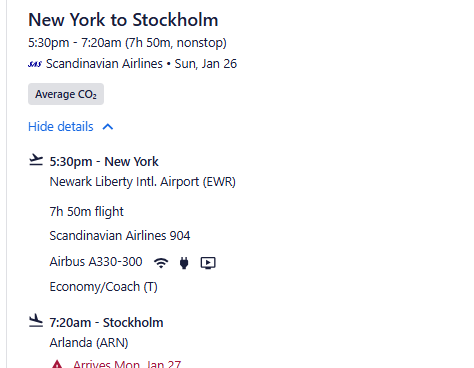 New York to Stockholm
5:30pm - 7:20am (7h 50m, nonstop)
SAS Scandinavian Airlines • Sun, Jan 26
Average CO₂
Hide details
5:30pm - New York
Newark Liberty Intl. Airport (EWR)
7h 50m flight
Scandinavian Airlines 904
Airbus A330-300
Economy/Coach (T)
7:20am - Stockholm
Arlanda (ARN)
Arrives Mon, Jan 27